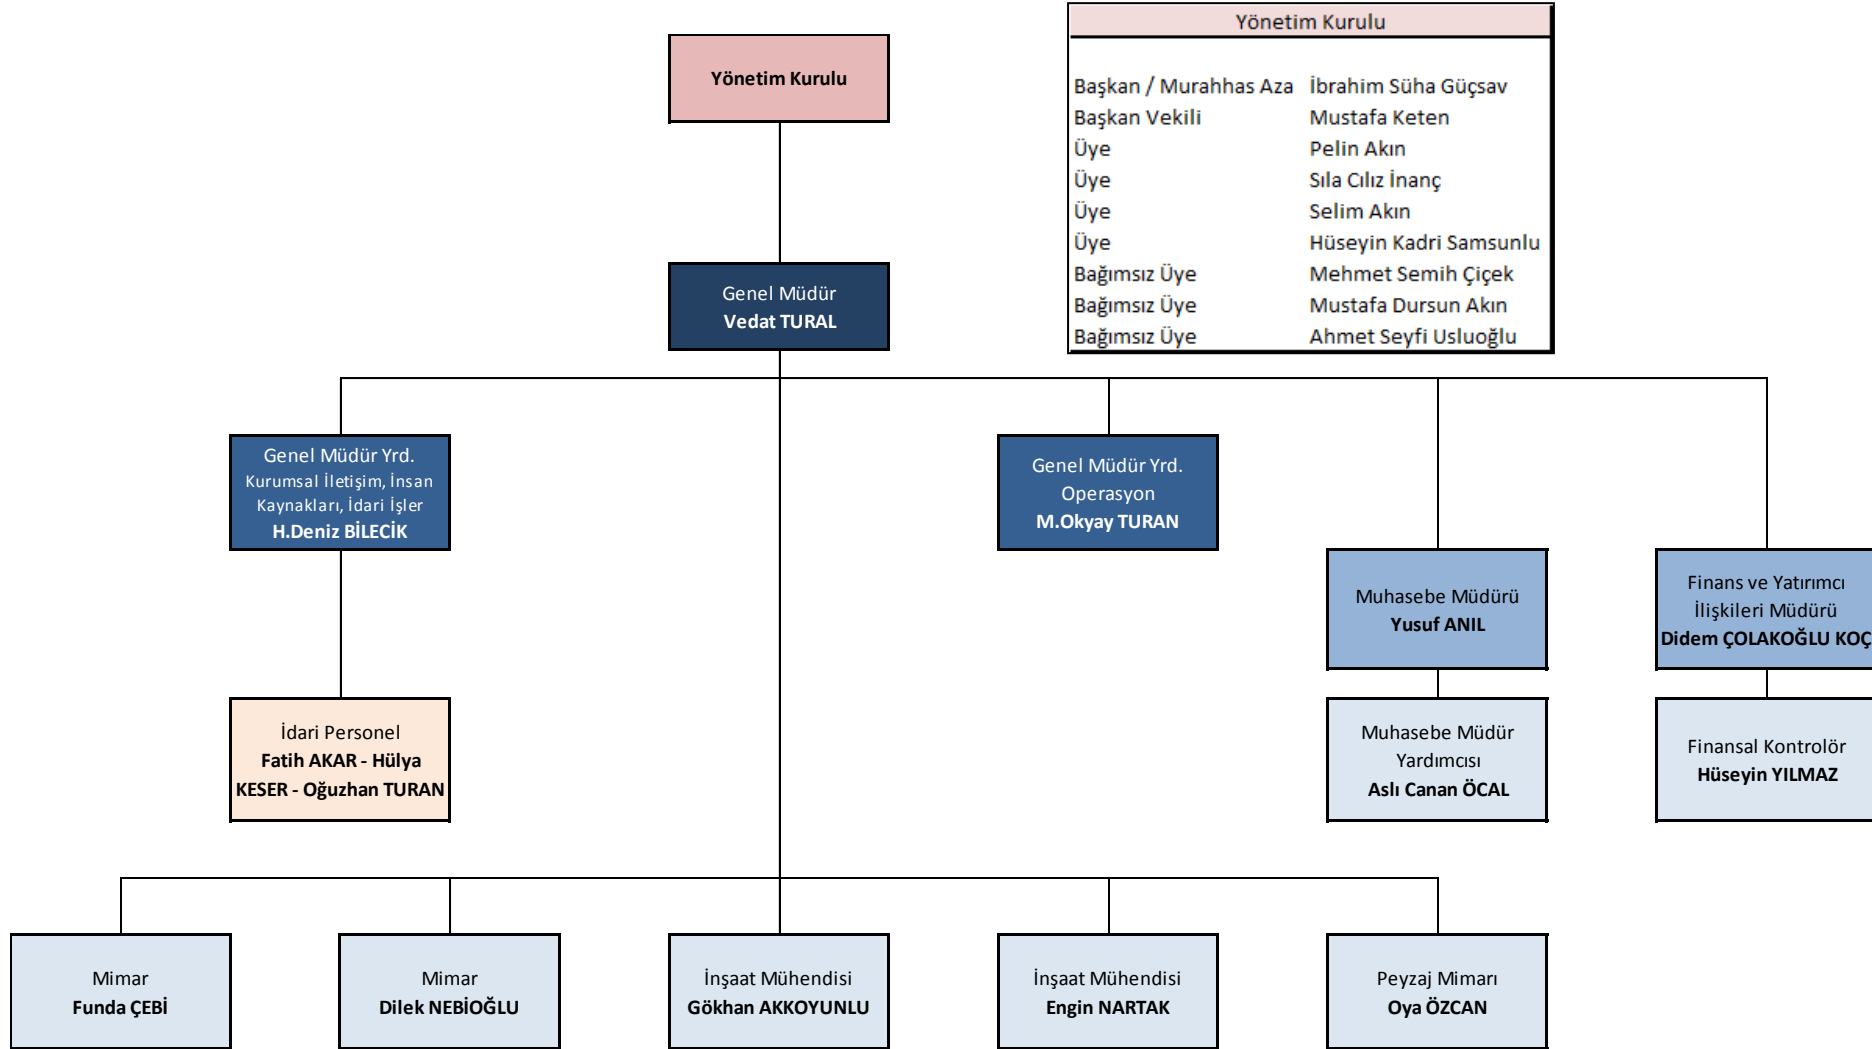 Yönetim Kurulu
Yönetim Kurulu
Başkan / Murahhas Aza İbrahim Süha Güçsav
Başkan Vekili Mustafa Keten
Üye Pelin Akın
Üye Sıla Cılız İnanç
Üye Selim Akın
Üye Hüseyin Kadri Samsunlu
Bağımsız Üye Mehmet Semih Çiçek
Bağımsız Üye Mustafa Dursun Akın
Bağımsız Üye Ahmet Seyfi Usluoğlu
Genel Müdür
Vedat TURAL
Genel Müdür Yrd.
Kurumsal İletişim, İnsan
Kaynakları, İdari İşler
H.Deniz BİLECİK
Genel Müdür Yrd.
Operasyon
M.Okyay TURAN
Muhasebe Müdürü
Yusuf ANIL
Finans ve Yatırımcı
İlişkileri Müdürü
Didem ÇOLAKOĞLU KOÇ
İdari Personel
Fatih AKAR - Hülya
KESER - Oğuzhan TURAN
Muhasebe Müdür
Yardımcısı
Aslı Canan ÖCAL
Finansal Kontrolör
Hüseyin YILMAZ
Mimar
Funda ÇEBİ
Mimar
Dilek NEBİOĞLU
İnşaat Mühendisi
Gökhan AKKOYUNLU
İnşaat Mühendisi
Engin NARTAK
Peyzaj Mimarı
Oya ÖZCAN